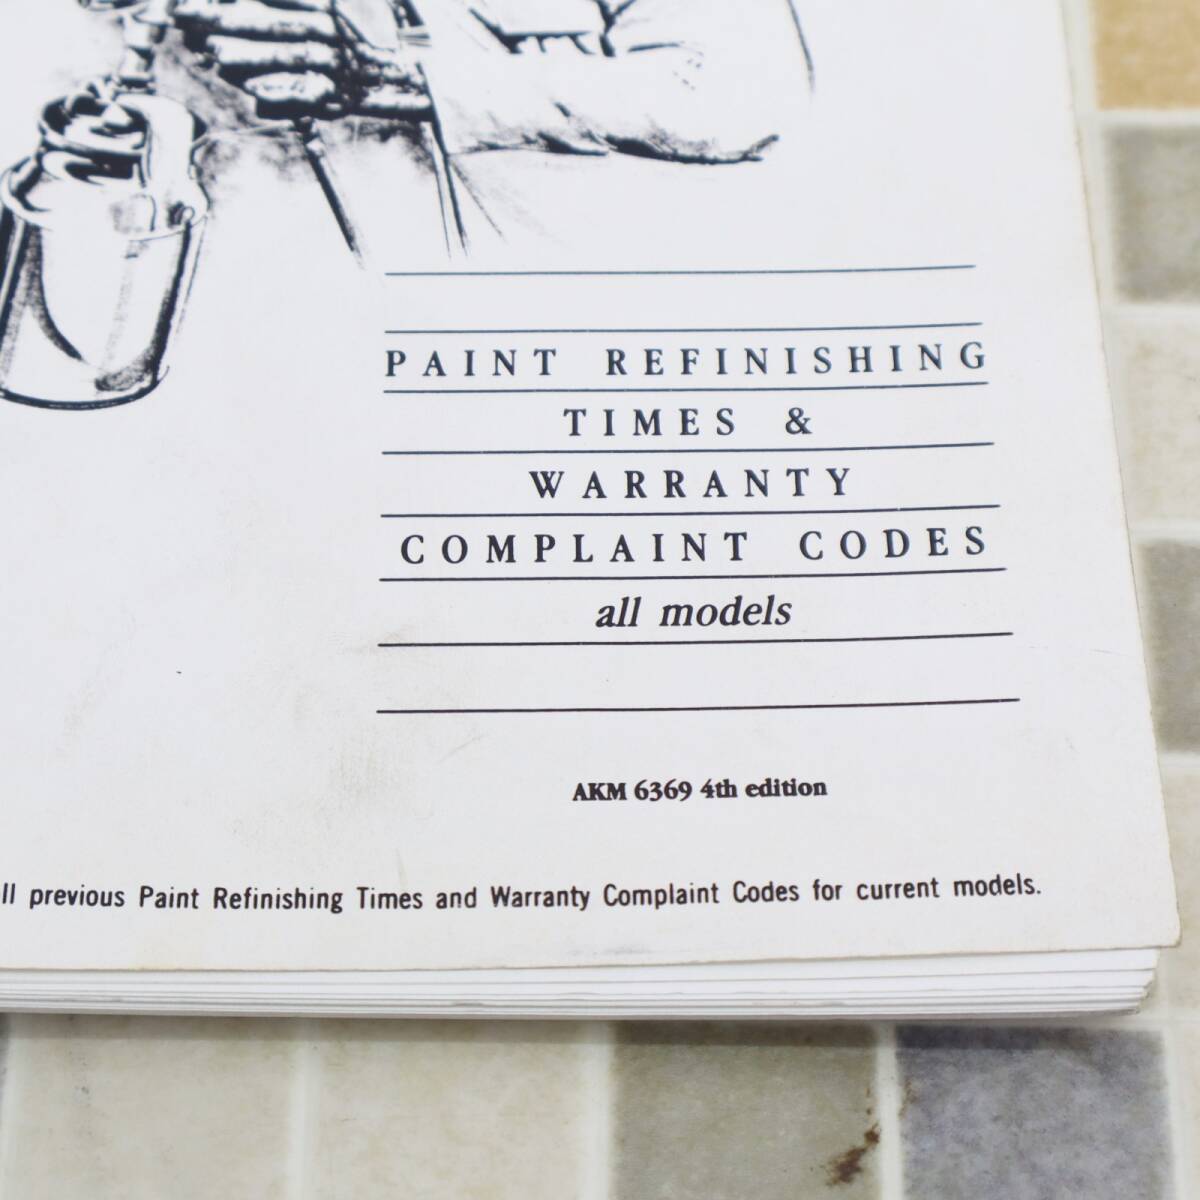 PAINT REFINISHING
TIMES &
WARRANTY
COMPLAINT CODES
all models
AKM 6369 4th edition
previous Paint Refinishing Times and Warranty Complaint Codes for current models.